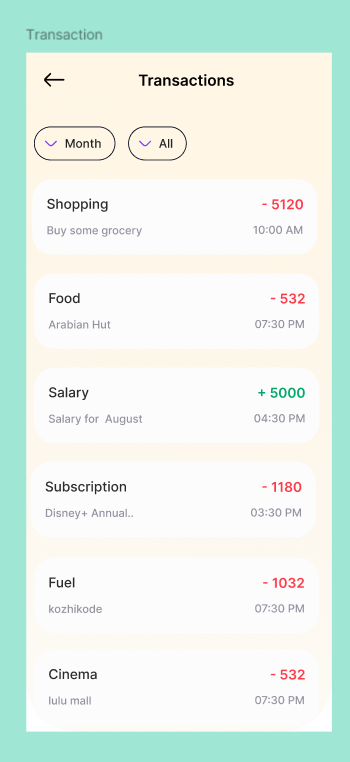 Transaction
Transactions
Month All
Shopping - 5120
Buy some grocery 10:00 AM
Food - 532
Arabian Hut 07:30 PM
Salary + 5000
Salary for August 04:30 PM
Subscription - 1180
Disney+ Annual.. 03:30 PM
Fuel - 1032
kozhikode 07:30 PM
Cinema - 532
lulu mall 07:30 PM